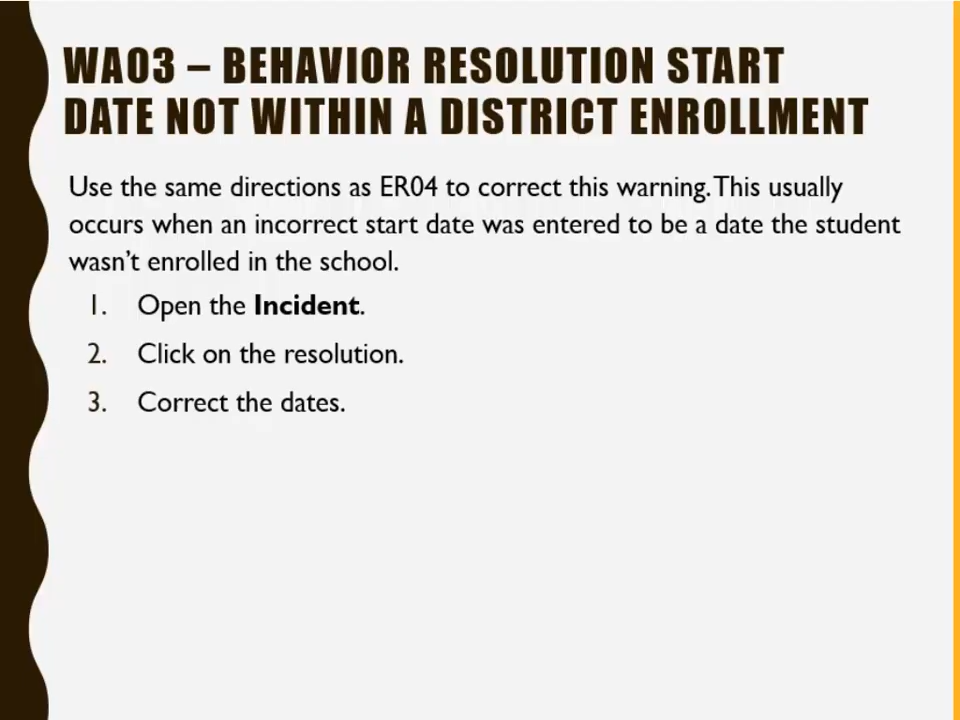 WA03 – BEHAVIOR RESOLUTION START
DATE NOT WITHIN A DISTRICT ENROLLMENT
Use the same directions as ER04 to correct this warning. This usually
occurs when an incorrect start date was entered to be a date the student
wasn’t enrolled in the school.
1. Open the Incident.
2. Click on the resolution.
3. Correct the dates.